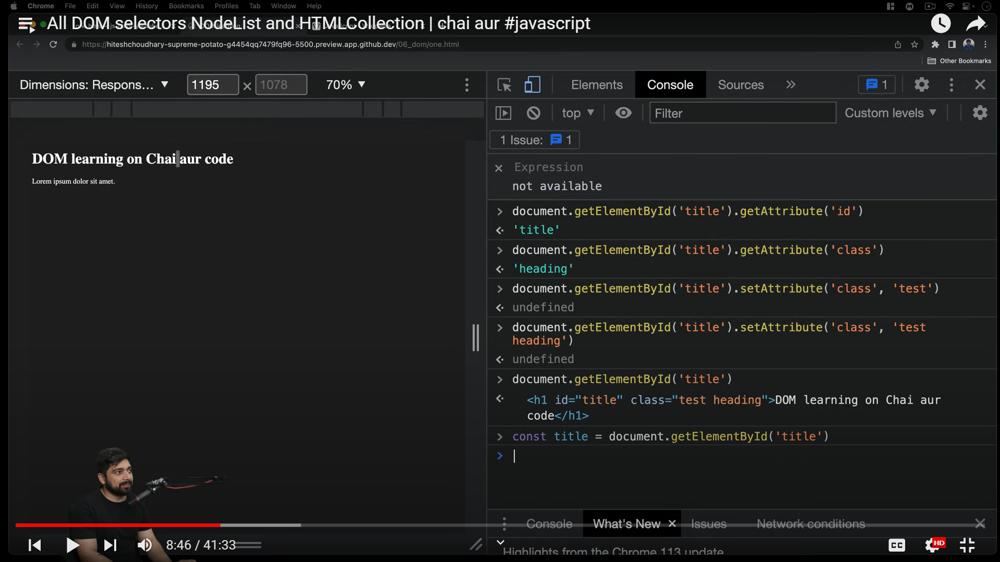 Chrome File Edit View History Bookmarks Profiles Tab Window Help
All DOM selectors NodeList and HTMLCollection | chai aur #javascript
https://hiteshchoudhary-supreme-potato-g4454qq7479fq96-5500.preview.app.github.dev/06_dom/one.html
Other Bookmarks
Dimensions: Respons... 1195 × 1078 70%
Elements Console Sources 1
top Filter Custom levels
1 Issue: 1
DOM learning on Chai aur code
Lorem ipsum dolor sit amet.
Expression
not available
document.getElementById('title').getAttribute('id')
'title'
document.getElementById('title').getAttribute('class')
'heading'
document.getElementById('title').setAttribute('class', 'test')
undefined
document.getElementById('title').setAttribute('class', 'test
heading')
undefined
document.getElementById('title')
<h1 id="title" class="test heading">DOM learning on Chai aur
code</h1>
const title = document.getElementById('title')
Console What's New Issues Network conditions
8:46 / 41:33
CC HD
Highlights from the Chrome 113 update